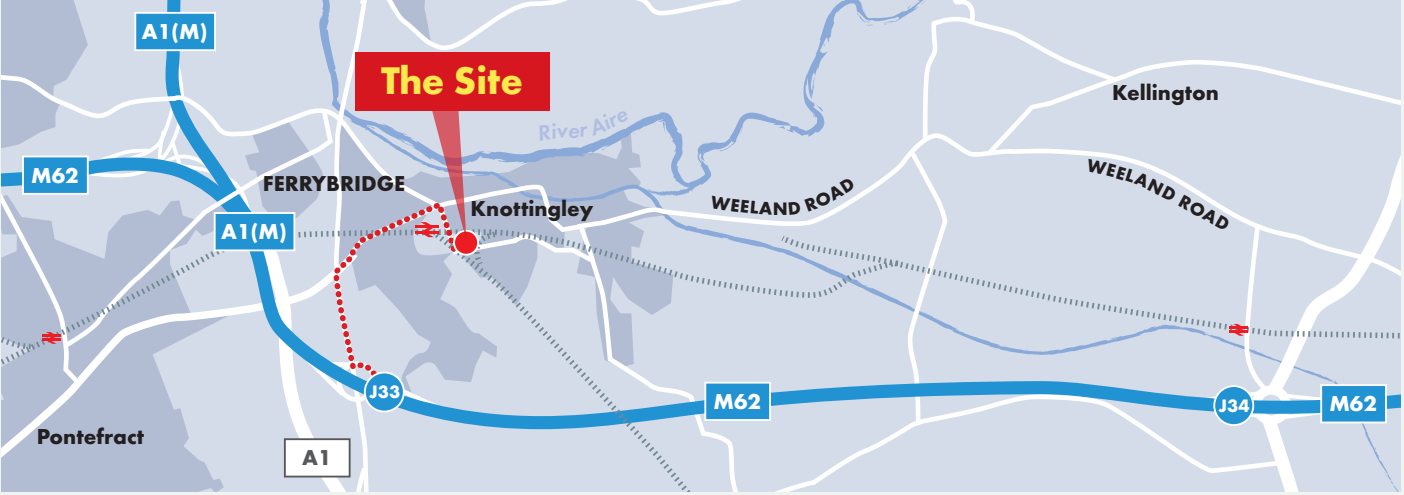 A1(M)
The Site
Kellington
River Aire
M62
FERRYBRIDGE
WEELAND ROAD
WEELAND ROAD
Knottingley
A1(M)
J33
M62
J34
M62
Pontefract
A1